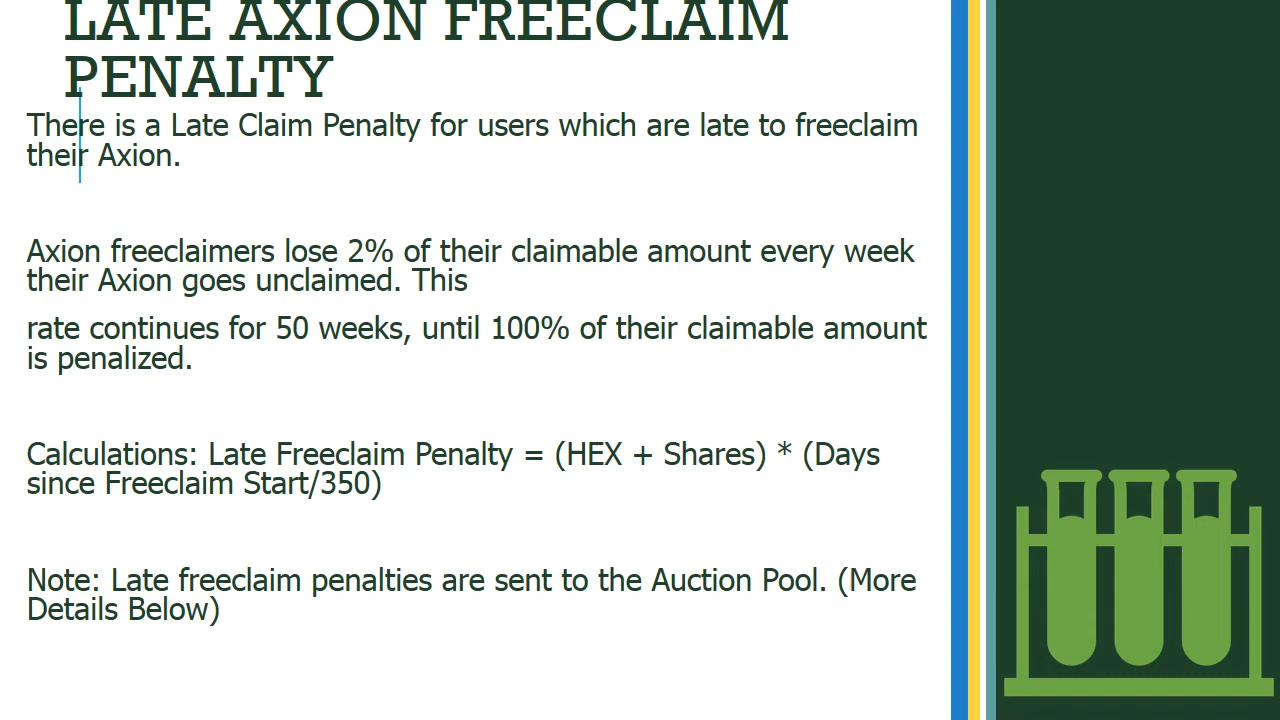 LATE AXION FREECLAIM
PENALTY
There is a Late Claim Penalty for users which are late to freeclaim
their Axion.
Axion freeclaimers lose 2% of their claimable amount every week
their Axion goes unclaimed. This
rate continues for 50 weeks, until 100% of their claimable amount
is penalized.
Calculations: Late Freeclaim Penalty = (HEX + Shares) * (Days
since Freeclaim Start/350)
Note: Late freeclaim penalties are sent to the Auction Pool. (More
Details Below)